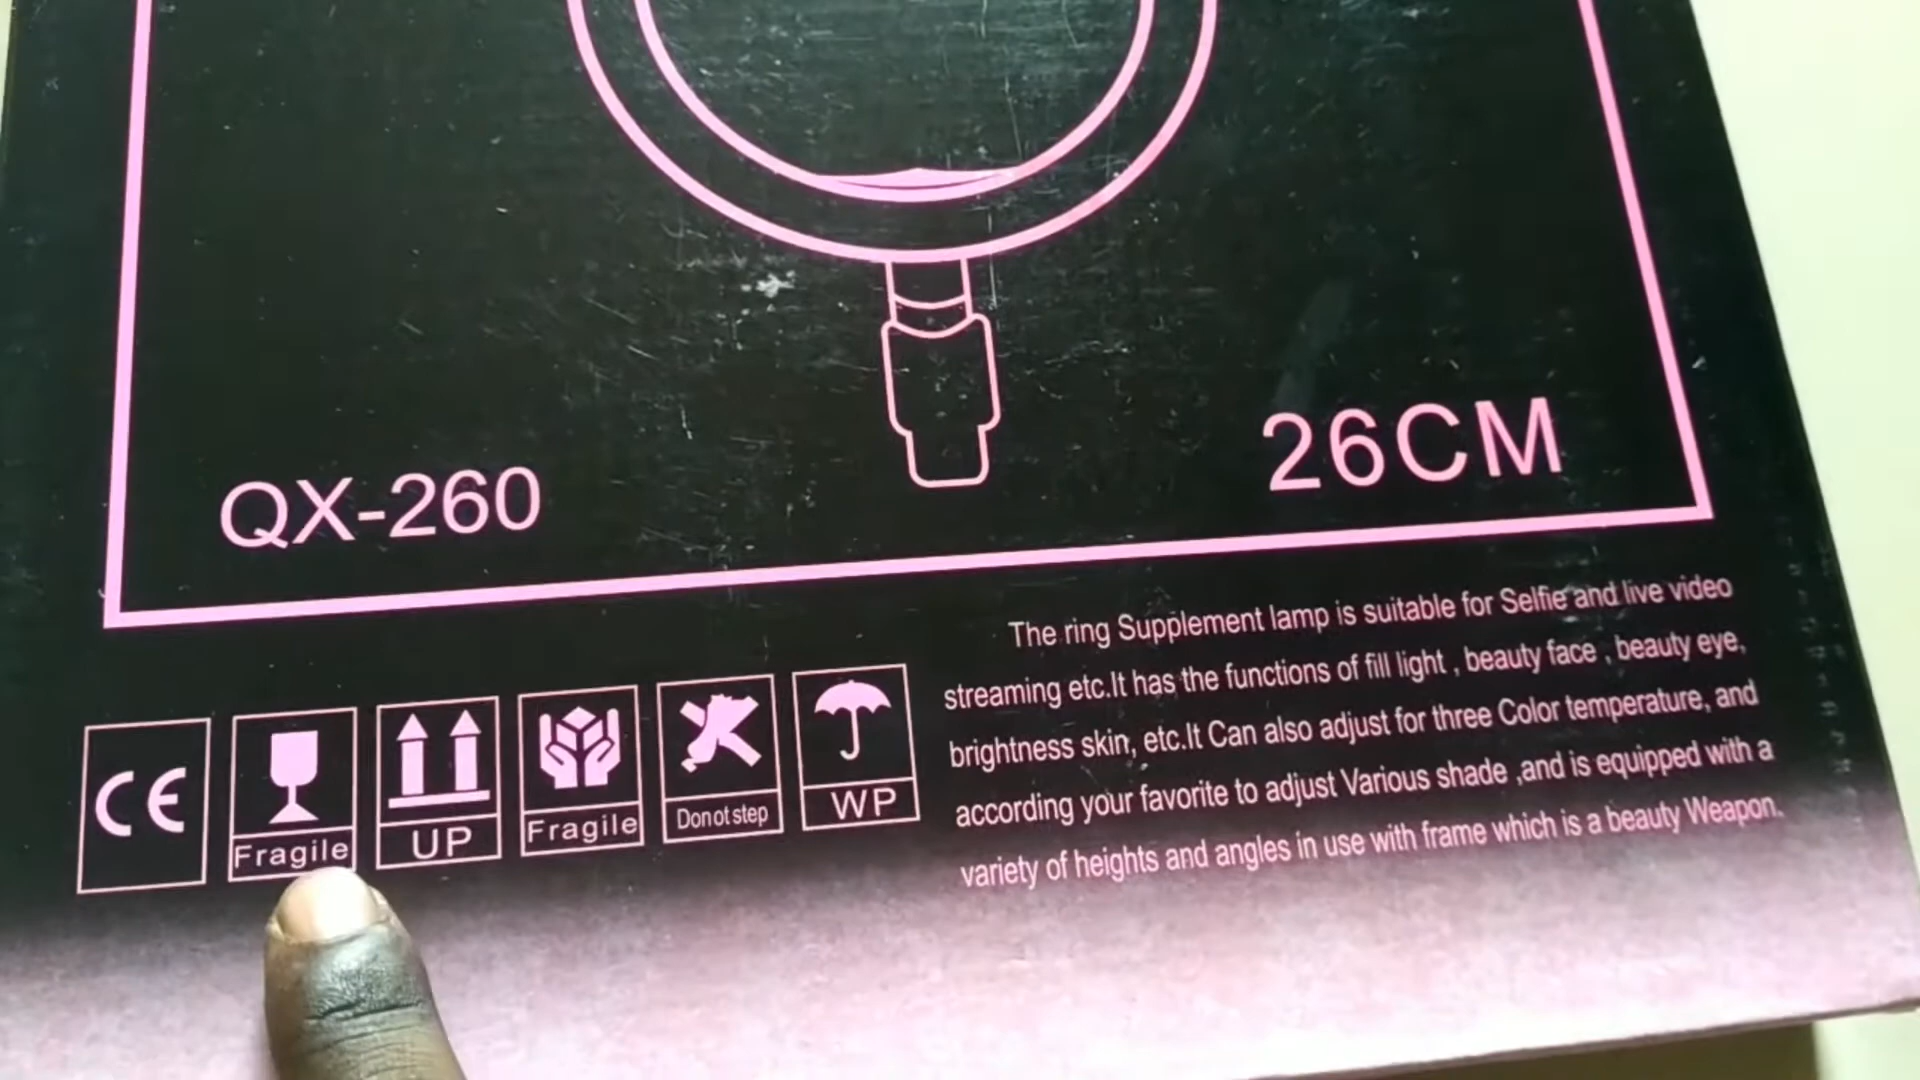 QX-260
26CM
CE
Fragile
UP
Fragile
Do not step
WP
The ring Supplement lamp is suitable for Selfie and live video
streaming etc.It has the functions of fill light , beauty face , beauty eye,
brightness skin, etc.It Can also adjust for three Color temperature, and
according your favorite to adjust Various shade ,and is equipped with a
variety of heights and angles in use with frame which is a beauty Weapon.